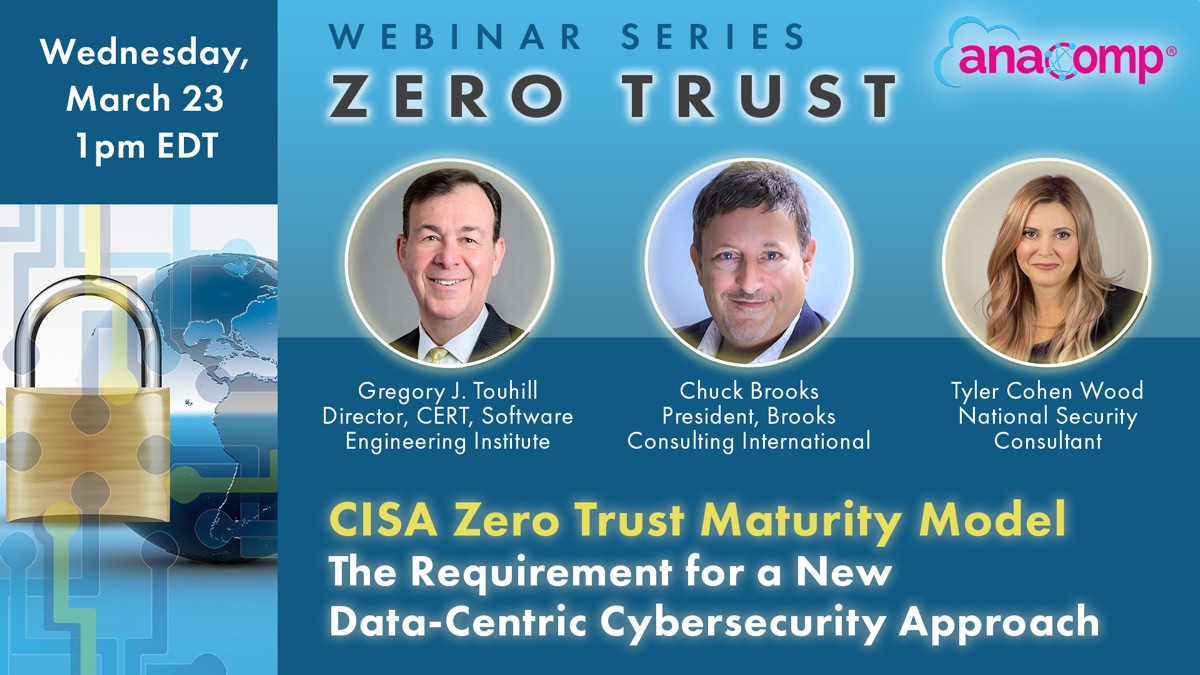 Wednesday,
March 23
1pm EDT
WEBINAR SERIES
ZERO TRUST
anacomp®
Gregory J. Touhill
Director, CERT, Software
Engineering Institute
Chuck Brooks
President, Brooks
Consulting International
Tyler Cohen Wood
National Security
Consultant
CISA Zero Trust Maturity Model
The Requirement for a New
Data-Centric Cybersecurity Approach